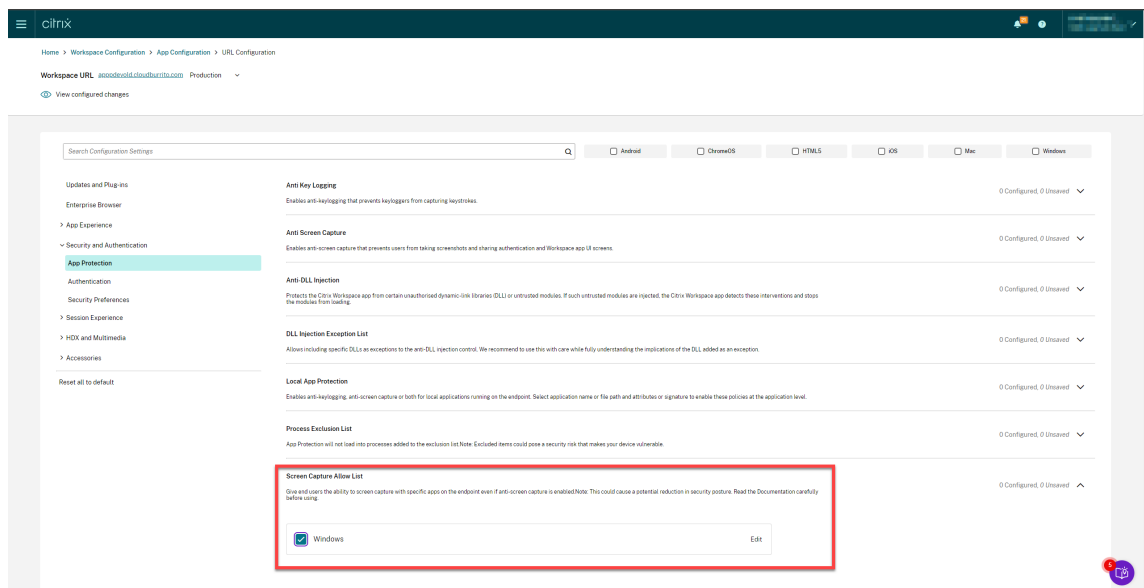 citrix
Home > Workspace Configuration > App Configuration > URL Configuration
Workspace URL appodevold.cloudburrito.com Production
View configured changes
Search Configuration Settings
Android
ChromeOS
HTML5
iOS
Mac
Windows
Updates and Plug-ins
Enterprise Browser
App Experience
Security and Authentication
App Protection
Authentication
Security Preferences
Session Experience
HDX and Multimedia
Accessories
Reset all to default
Anti Key Logging
0 Configured, 0 Unsaved
Enables anti-keylogging that prevents keyloggers from capturing keystrokes.
Anti Screen Capture
0 Configured, 0 Unsaved
Enables anti-screen capture that prevents users from taking screenshots and sharing authentication and Workspace app UI screens.
Anti-DLL Injection
0 Configured, 0 Unsaved
Protects the Citrix Workspace app from certain unauthorised dynamic-link libraries (DLL) or untrusted modules. If such untrusted modules are injected, the Citrix Workspace app detects these interventions and stops
the modules from loading.
DLL Injection Exception List
0 Configured, 0 Unsaved
Allows including specific DLLs as exceptions to the anti-DLL injection control. We recommend to use this with care while fully understanding the implications of the DLL added as an exception.
Local App Protection
0 Configured, 0 Unsaved
Enables anti-keylogging, anti-screen capture or both for local applications running on the endpoint. Select application name or file path and attributes or signature to enable these policies at the application level.
Process Exclusion List
0 Configured, 0 Unsaved
App Protection will not load into processes added to the exclusion list.Note: Excluded items could pose a security risk that makes your device vulnerable.
Screen Capture Allow List
0 Configured, 0 Unsaved
Give end users the ability to screen capture with specific apps on the endpoint even if anti-screen capture is enabled.Note: This could cause a potential reduction in security posture. Read the Documentation carefully
before using.
Windows
Edit
5